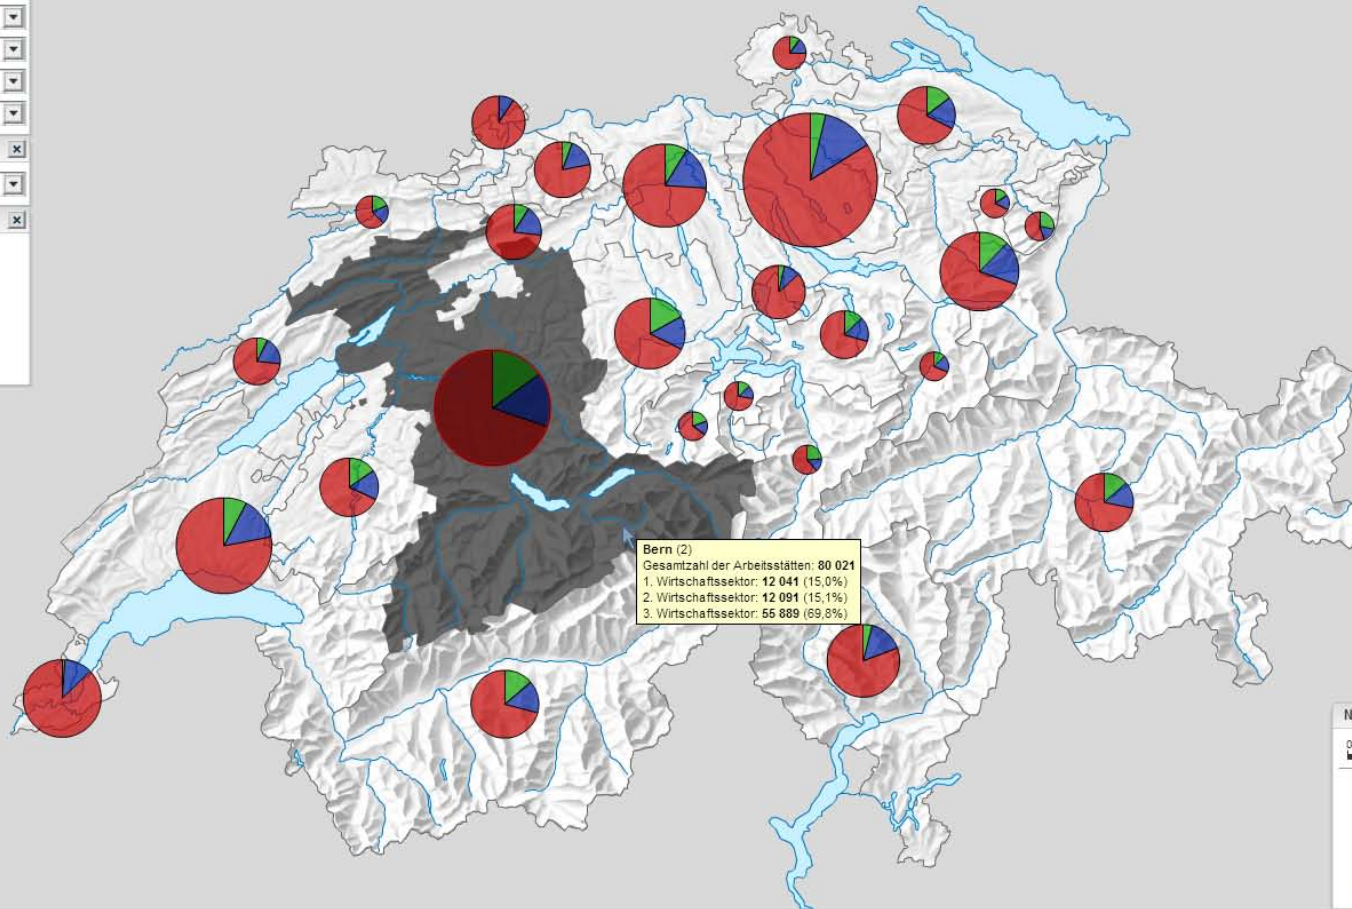 Bern (2)
Gesamtzahl der Arbeitsstätten: 80 021
1. Wirtschaftssektor: 12 041 (15,0%)
2. Wirtschaftssektor: 12 091 (15,1%)
3. Wirtschaftssektor: 55 889 (69,8%)
N
0